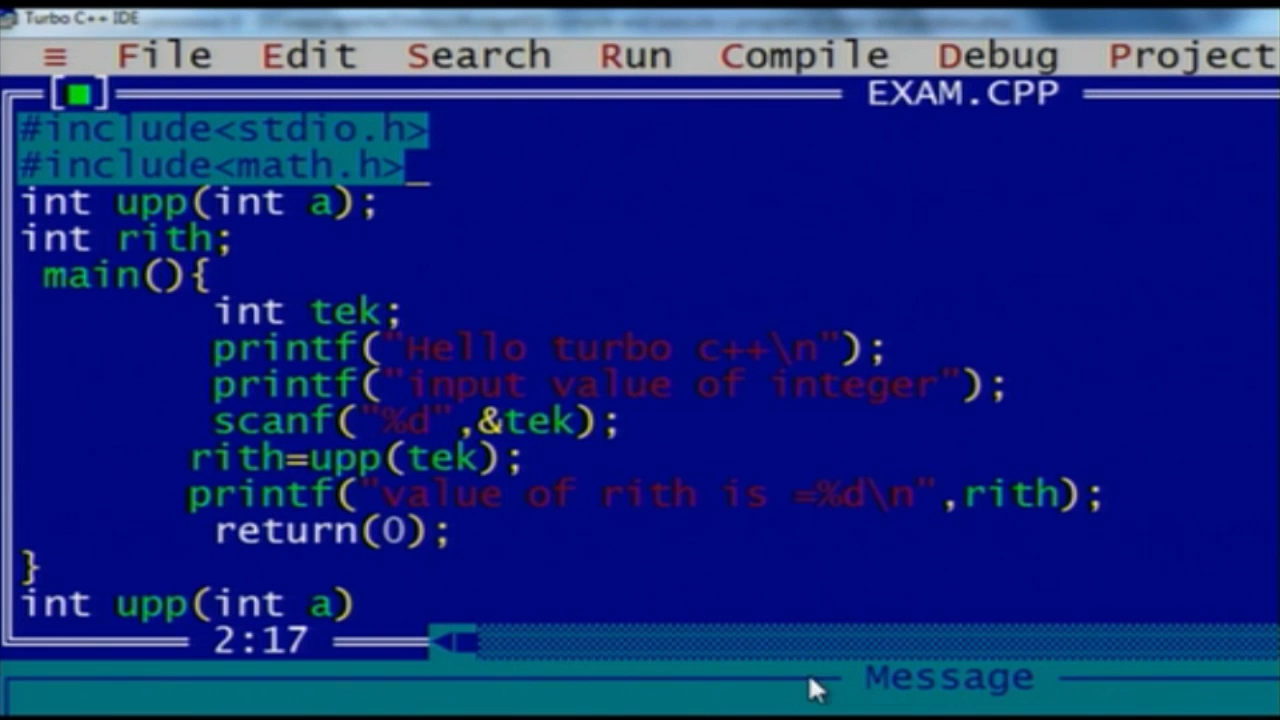 Turbo C++ IDE
≡ File Edit Search Run Compile Debug Project
EXAM.CPP
#include<stdio.h>
#include<math.h>
int upp(int a);
int rith;
main(){
int tek;
printf("Hello turbo c++\n");
printf("input value of integer");
scanf("%d",&tek);
rith=upp(tek);
printf("value of rith is =%d\n",rith);
return(0);
}
int upp(int a)
2:17
Message